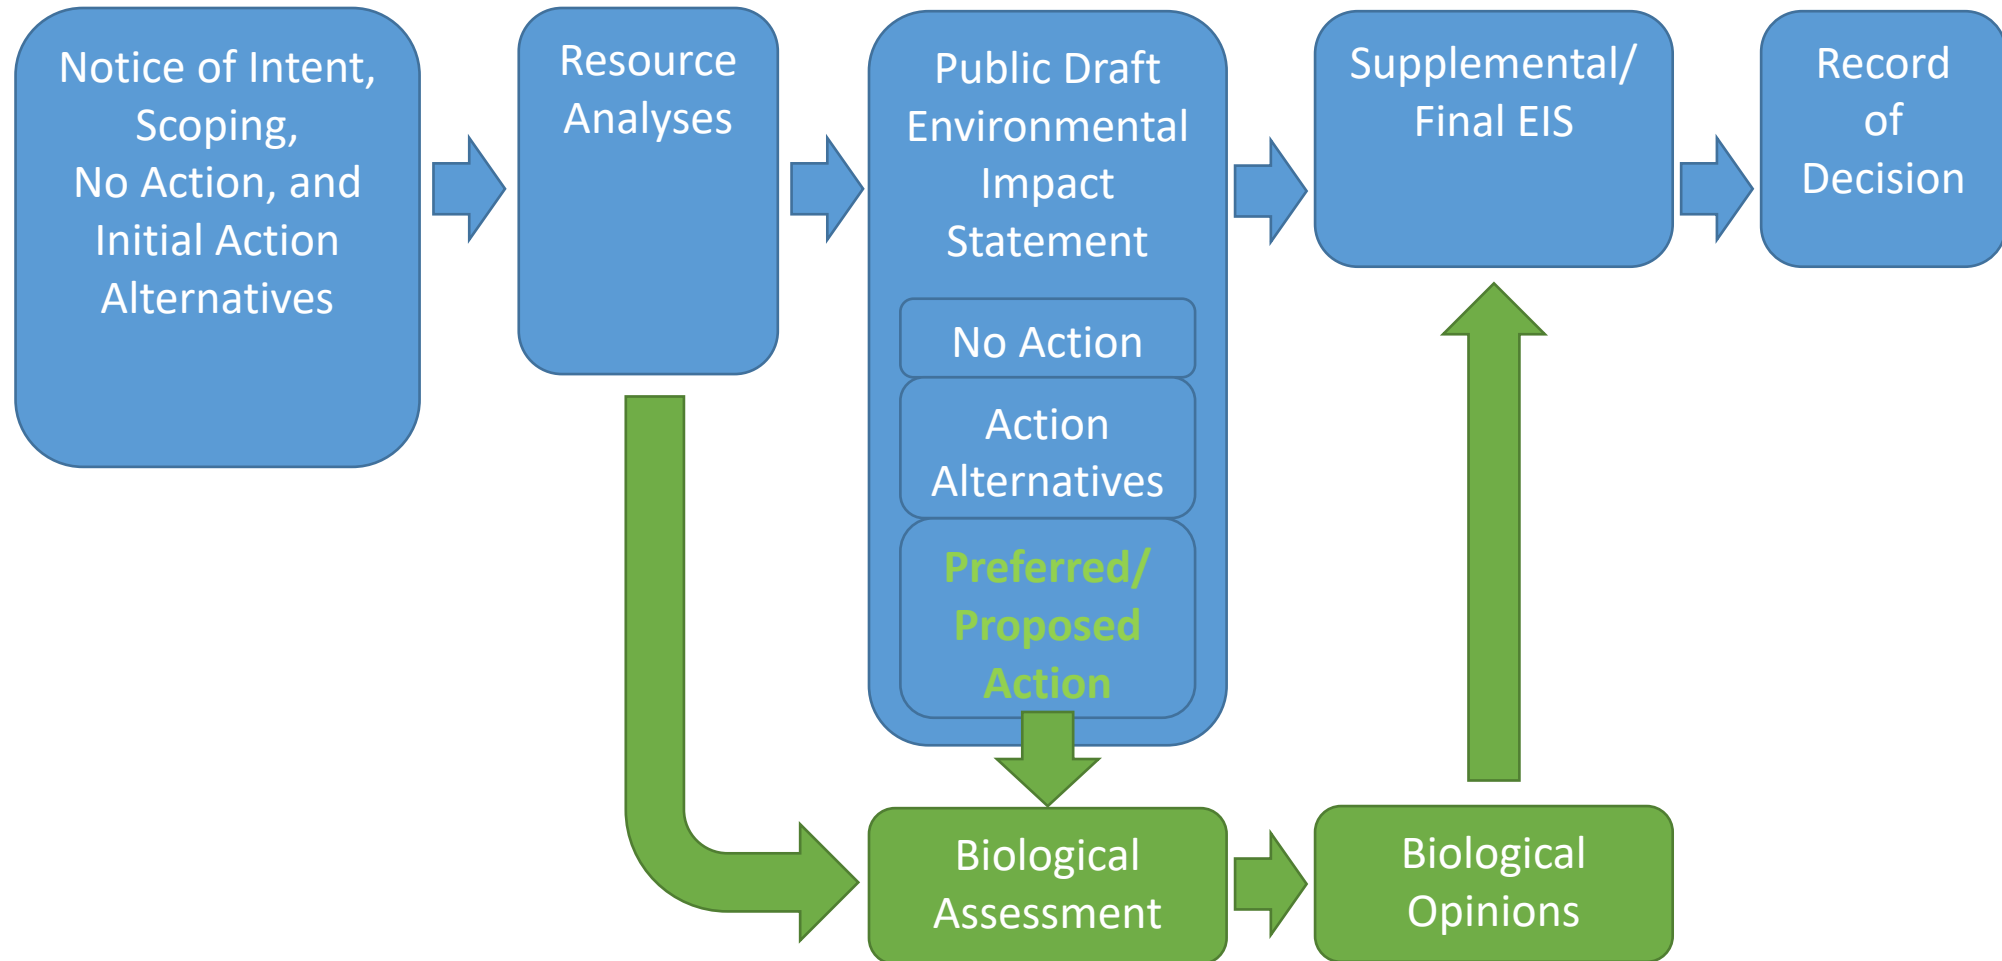 Notice of Intent,
Scoping,
No Action, and
Initial Action
Alternatives
Resource
Analyses
Public Draft
Environmental
Impact
Statement
No Action
Action
Alternatives
Preferred/
Proposed
Action
Supplemental/
Final EIS
Record
of
Decision
Biological
Assessment
Biological
Opinions